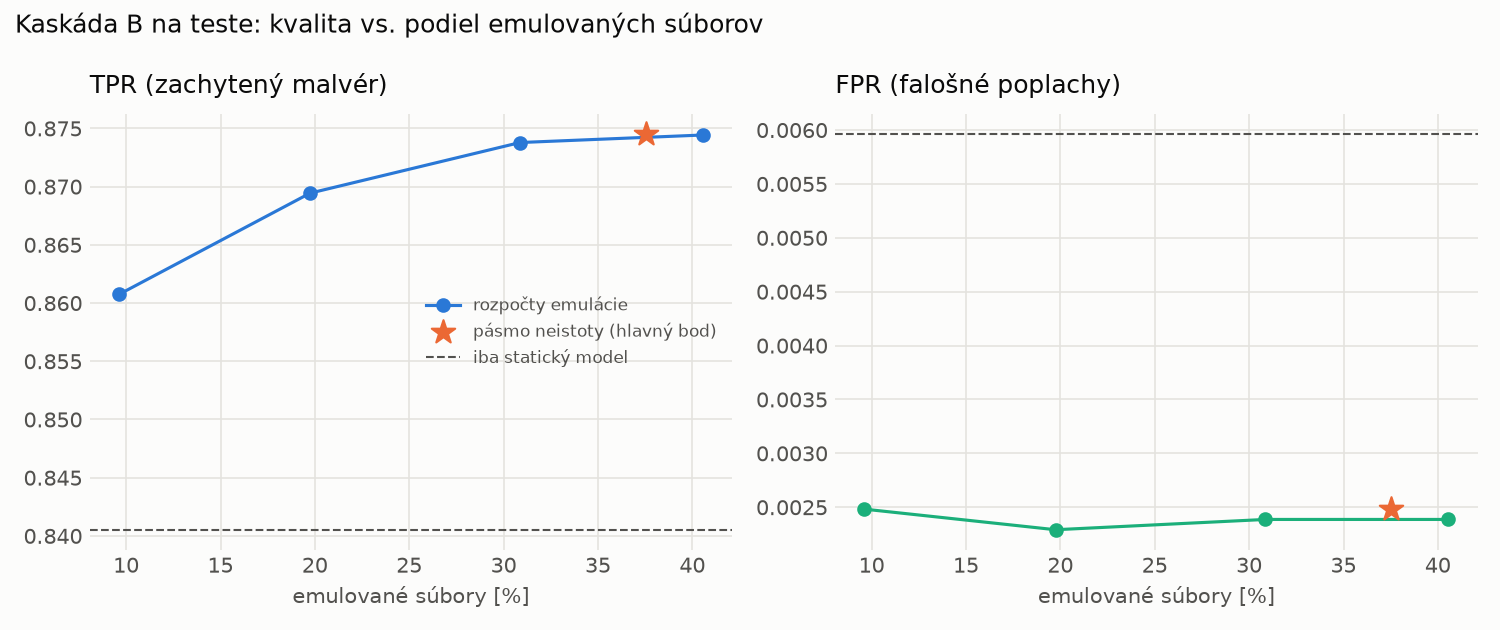 Kaskáda B na teste: kvalita vs. podiel emulovaných súborov
TPR (zachytený malvér)
0.875
0.870
0.865
0.860
0.855
0.850
0.845
0.840
rozpočty emulácie
pásmo neistoty (hlavný bod)
iba statický model
10 15 20 25 30 35 40
emulované súbory [%]
FPR (falošné poplachy)
0.0060
0.0055
0.0050
0.0045
0.0040
0.0035
0.0030
0.0025
10 15 20 25 30 35 40
emulované súbory [%]